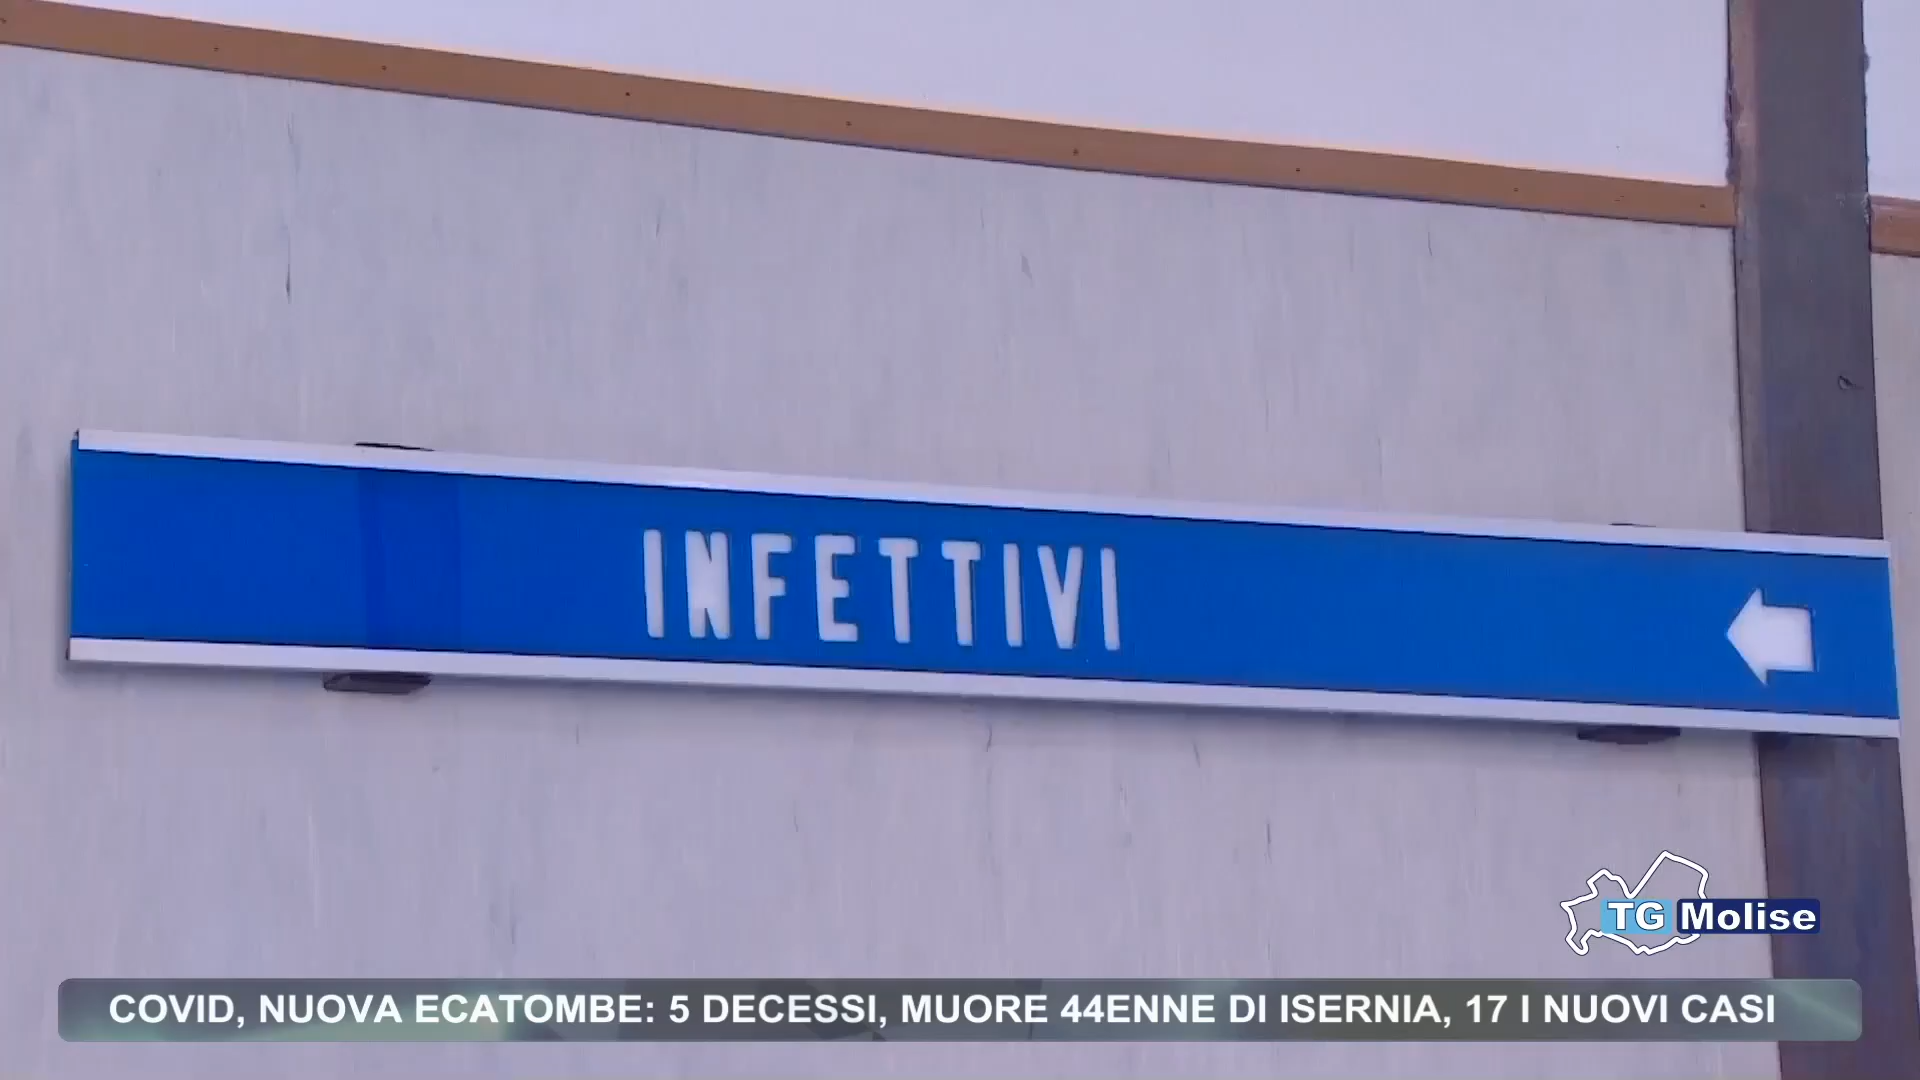 INFETTIVI
TG Molise
COVID, NUOVA ECATOMBE: 5 DECESSI, MUORE 44ENNE DI ISERNIA, 17 I NUOVI CASI